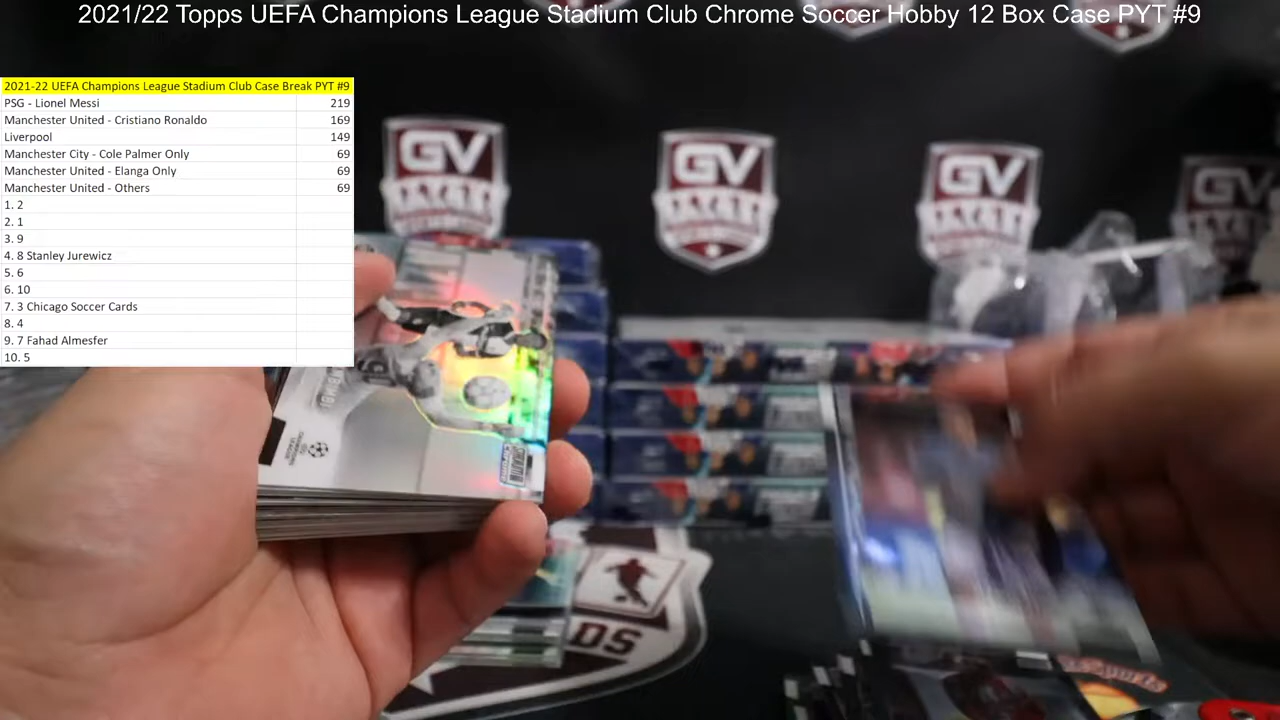 2021/22 Topps UEFA Champions League Stadium Club Chrome Soccer Hobby 12 Box Case PYT #9
2021-22 UEFA Champions League Stadium Club Case Break PYT #9
PSG - Lionel Messi 219
Manchester United - Cristiano Ronaldo 169
Liverpool 149
Manchester City - Cole Palmer Only 69
Manchester United - Elanga Only 69
Manchester United - Others 69
1. 2
2. 1
3. 9
4. 8 Stanley Jurewicz
5. 6
6. 10
7. 3 Chicago Soccer Cards
8. 4
9. 7 Fahad Almesfer
10. 5
GV
GV
GV
GV
DS